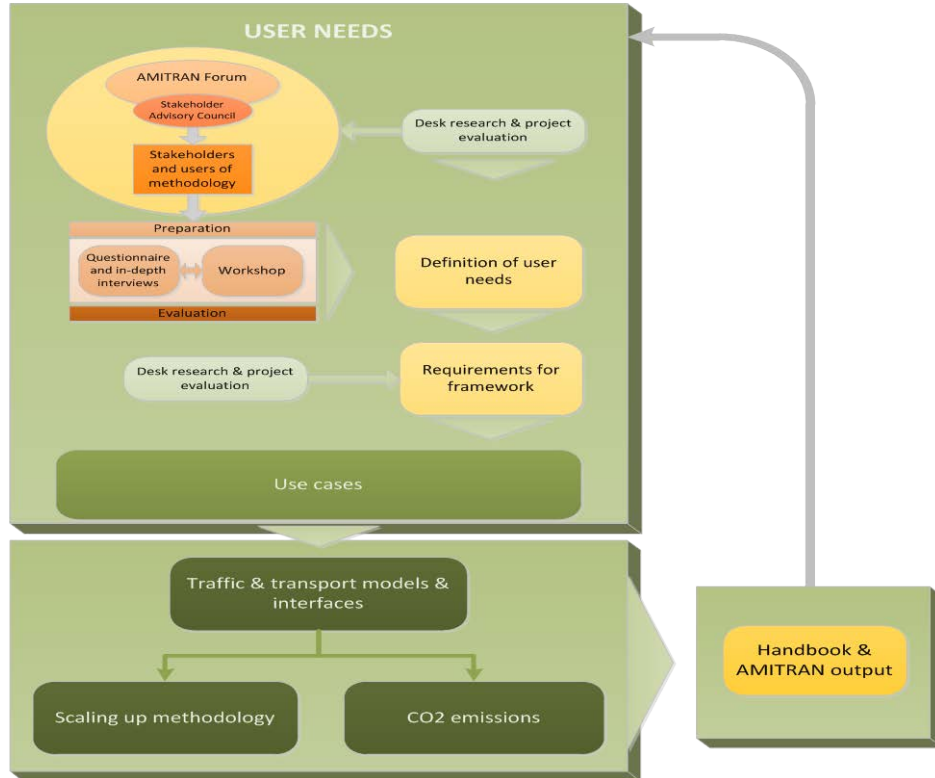 USER NEEDS
AMITRAN Forum
Stakeholder
Advisory Council
Stakeholders
and users of
methodology
Desk research & project
evaluation
Preparation
Questionnaire
and in-depth
interviews
Workshop
Evaluation
Definition of user
needs
Desk research & project
evaluation
Requirements for
framework
Use cases
Traffic & transport models &
interfaces
Scaling up methodology
CO2 emissions
Handbook &
AMITRAN output